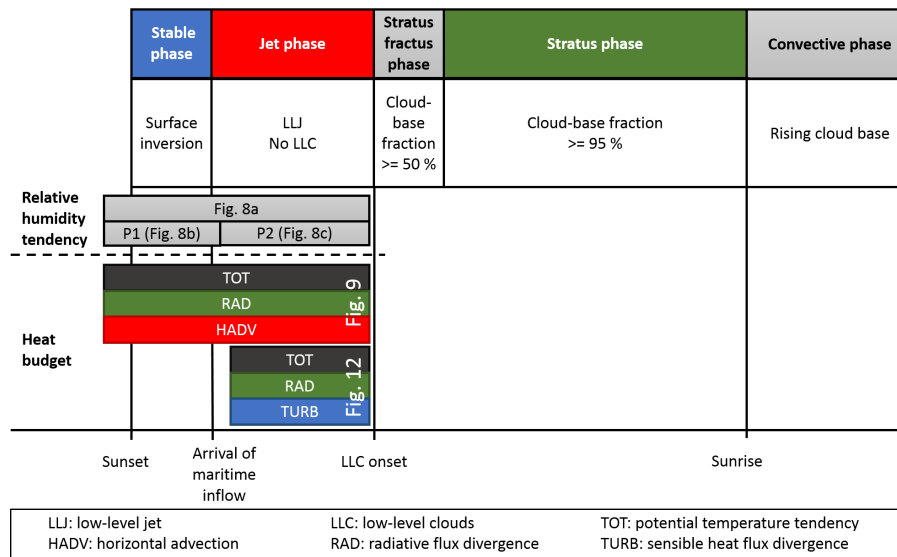 Stable phase
Jet phase
Stratus fractus phase
Stratus phase
Convective phase
Surface inversion
LLJ
No LLC
Cloud-base fraction >= 50 %
Cloud-base fraction >= 95 %
Rising cloud base
Relative humidity tendency
Fig. 8a
P1 (Fig. 8b)
P2 (Fig. 8c)
Heat budget
TOT
RAD
HADV
Fig. 9
TOT
RAD
TURB
Fig. 12
Sunset
Arrival of maritime inflow
LLC onset
Sunrise
LLJ: low-level jet
LLC: low-level clouds
TOT: potential temperature tendency
HADV: horizontal advection
RAD: radiative flux divergence
TURB: sensible heat flux divergence